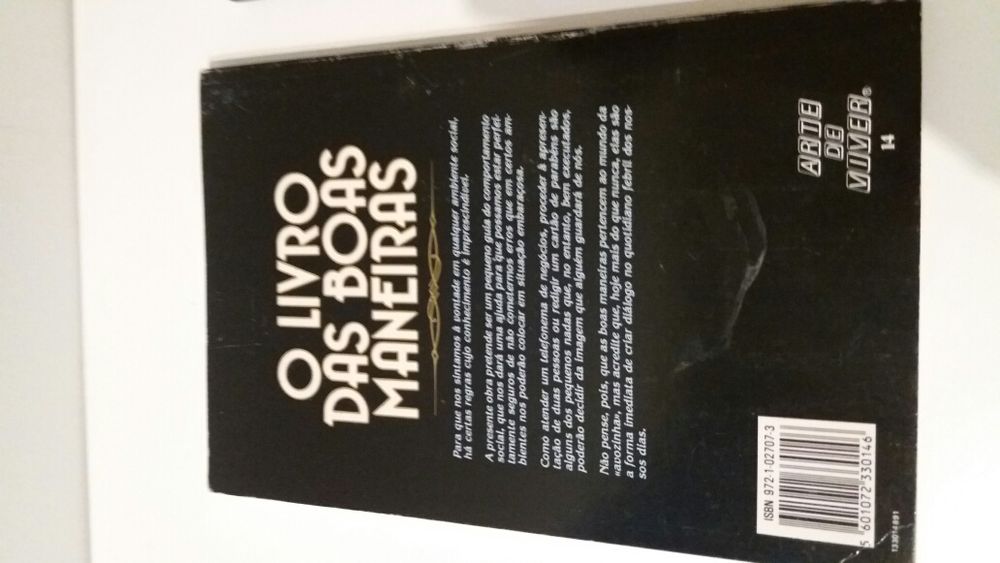 O LIVRO
DAS BOAS
MANEIRAS
Para que nos sintamos à vontade em qualquer ambiente social,
há certas regras cujo conhecimento é imprescindível.
A presente obra pretende ser um pequeno guia do comportamento
social, que nos dará uma ajuda para que possamos estar perfei-
tamente seguros de não cometermos erros que em certos am-
bientes nos poderão colocar em situação embaraçosa.
Como atender um telefonema de negócios, proceder à apresen-
tação de duas pessoas ou redigir um cartão de parabéns são
alguns dos pequenos nadas que, no entanto, bem executados,
poderão decidir da imagem que alguém guardará de nós.
Não pense, pois, que as boas maneiras pertencem ao mundo da
«avozinha», mas acredite que, hoje mais do que nunca, elas são
a forma imediata de criar diálogo no quotidiano febril dos nos-
sos dias.
ARTE
DE
VIVER®
14
ISBN 972-1-02707-3
5 601072 330146
133014891